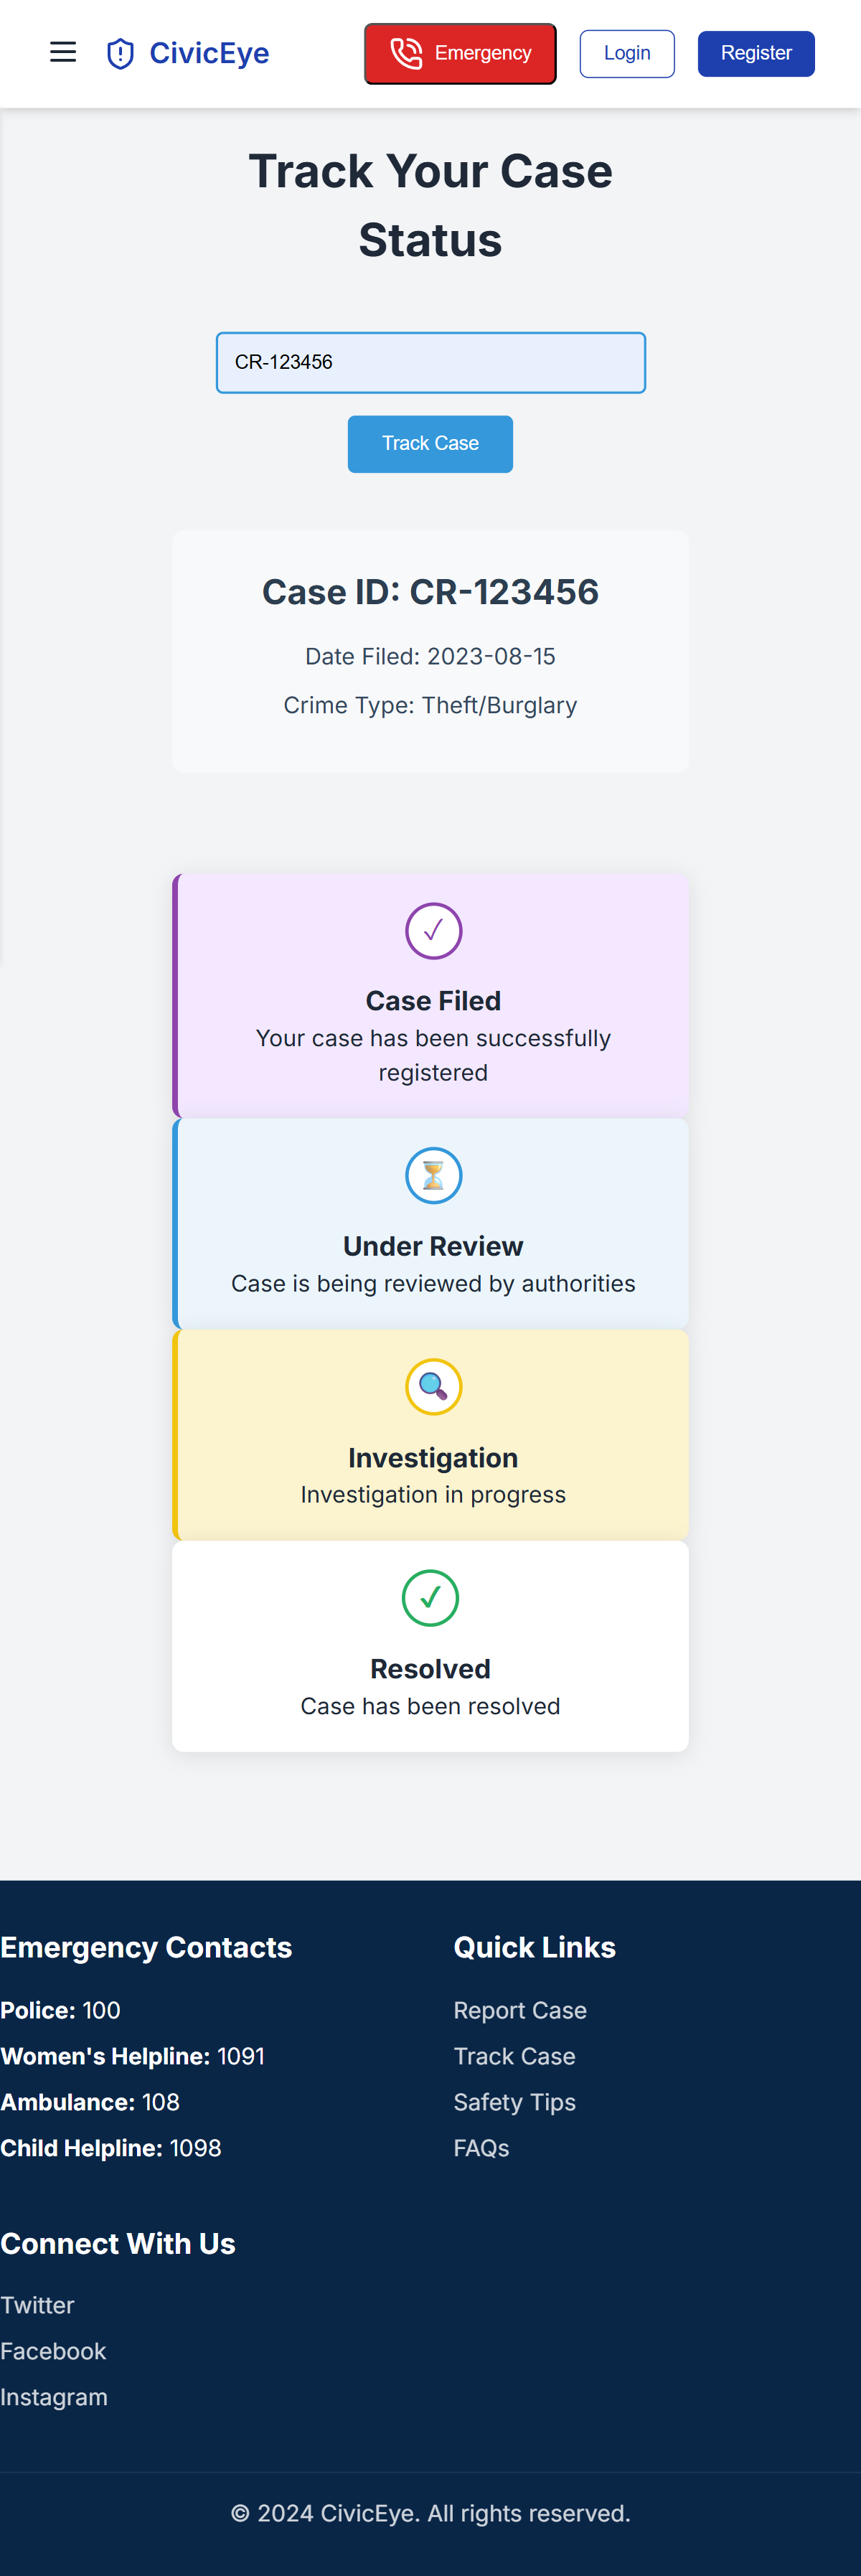 CivicEye
Emergency
Login
Register
Track Your Case
Status
CR-123456
Track Case
Case ID: CR-123456
Date Filed: 2023-08-15
Crime Type: Theft/Burglary
Case Filed
Your case has been successfully
registered
Under Review
Case is being reviewed by authorities
Investigation
Investigation in progress
Resolved
Case has been resolved
Emergency Contacts
Police: 100
Women's Helpline: 1091
Ambulance: 108
Child Helpline: 1098
Quick Links
Report Case
Track Case
Safety Tips
FAQs
Connect With Us
Twitter
Facebook
Instagram
© 2024 CivicEye. All rights reserved.